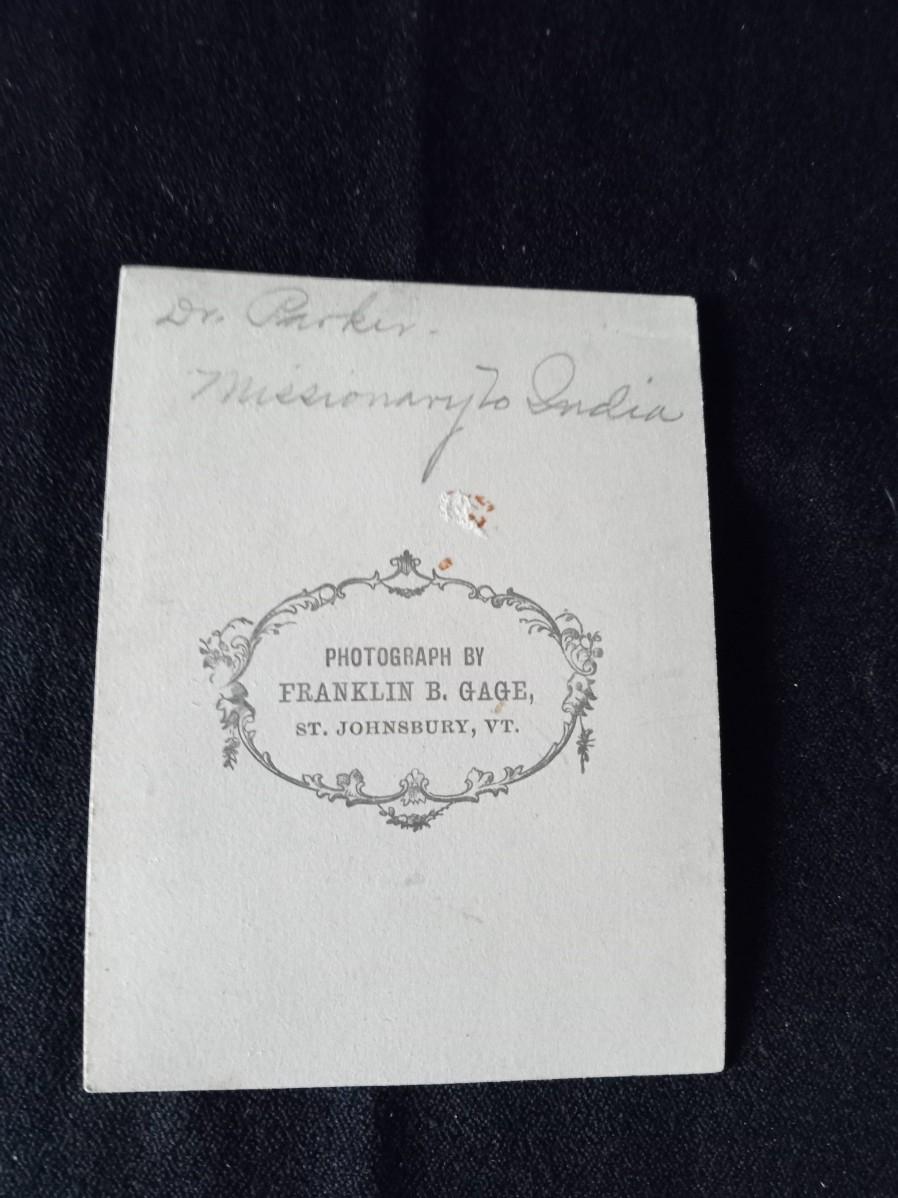 Dr. Parker.
Missionary to India
PHOTOGRAPH BY
FRANKLIN B. GAGE,
ST. JOHNSBURY, VT.